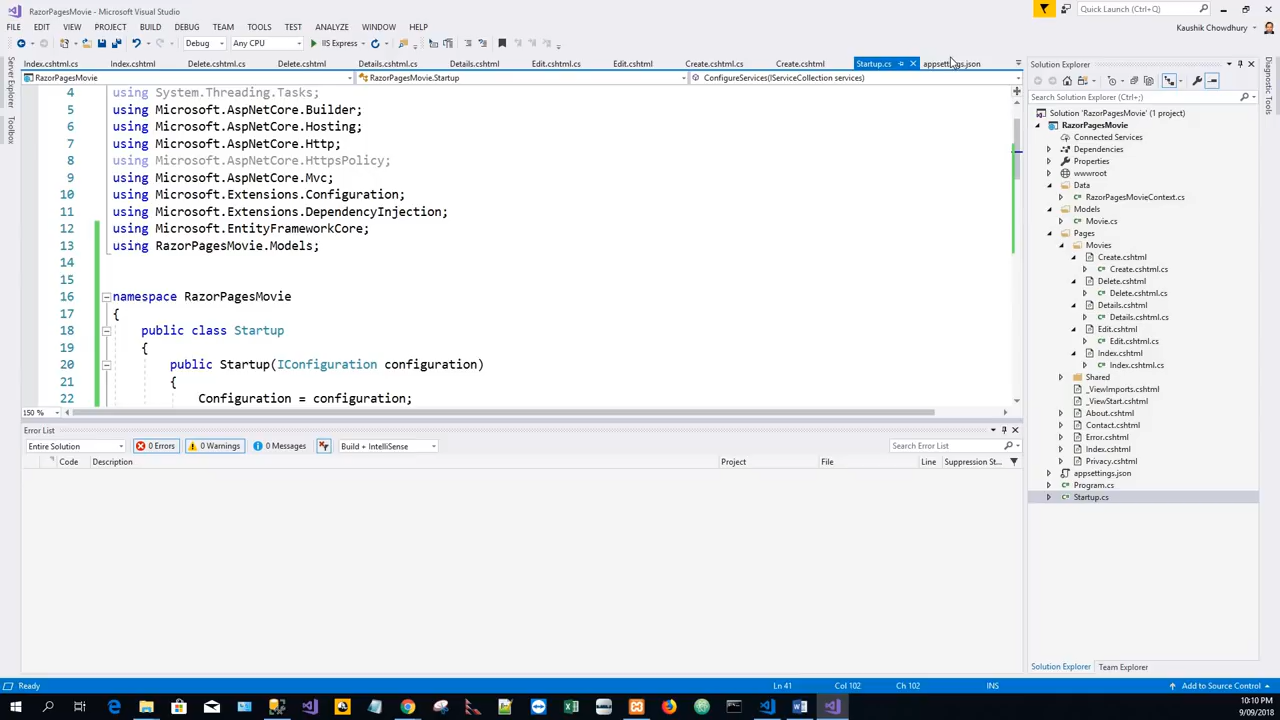 RazorPagesMovie - Microsoft Visual Studio
Quick Launch (Ctrl+Q)
FILE EDIT VIEW PROJECT BUILD DEBUG TEAM TOOLS TEST ANALYZE WINDOW HELP
Kaushik Chowdhury
Debug Any CPU IIS Express
Index.cshtml.cs Index.cshtml Delete.cshtml.cs Delete.cshtml Details.cshtml.cs Details.cshtml Edit.cshtml.cs Edit.cshtml Create.cshtml.cs Create.cshtml Startup.cs appsettings.json
RazorPagesMovie RazorPagesMovie.Startup ConfigureServices(IServiceCollection services)
Server Explorer
Toolbox
4 using System.Threading.Tasks;
5 using Microsoft.AspNetCore.Builder;
6 using Microsoft.AspNetCore.Hosting;
7 using Microsoft.AspNetCore.Http;
8 using Microsoft.AspNetCore.HttpsPolicy;
9 using Microsoft.AspNetCore.Mvc;
10 using Microsoft.Extensions.Configuration;
11 using Microsoft.Extensions.DependencyInjection;
12 using Microsoft.EntityFrameworkCore;
13 using RazorPagesMovie.Models;
14
15
16 namespace RazorPagesMovie
17 {
18 public class Startup
19 {
20 public Startup(IConfiguration configuration)
21 {
22 Configuration = configuration;
150 %
Error List
Entire Solution 0 Errors 0 Warnings 0 Messages Build + IntelliSense Search Error List
Code Description Project File Line Suppression St...
Solution Explorer
Search Solution Explorer (Ctrl+;)
Solution 'RazorPagesMovie' (1 project)
RazorPagesMovie
Connected Services
Dependencies
Properties
wwwroot
Data
RazorPagesMovieContext.cs
Models
Movie.cs
Pages
Movies
Create.cshtml
Create.cshtml.cs
Delete.cshtml
Delete.cshtml.cs
Details.cshtml
Details.cshtml.cs
Edit.cshtml
Edit.cshtml.cs
Index.cshtml
Index.cshtml.cs
Shared
_ViewImports.cshtml
_ViewStart.cshtml
About.cshtml
Contact.cshtml
Error.cshtml
Index.cshtml
Privacy.cshtml
appsettings.json
Program.cs
Startup.cs
Solution Explorer Team Explorer
Diagnostic Tools
Ready Ln 41 Col 102 Ch 102 INS Add to Source Control
10:10 PM
9/09/2018